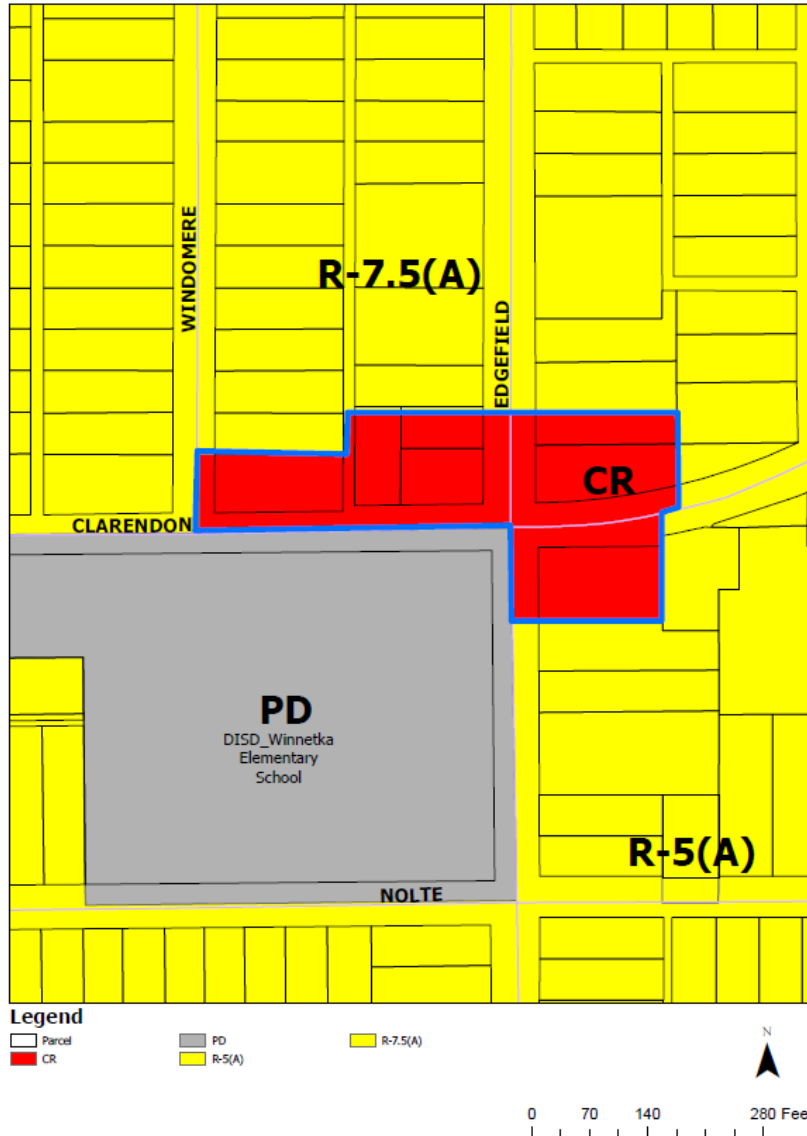 WINDOMERE
R-7.5(A)
EDGEFIELD
CR
CLARENDON
PD
DISD_Winnetka
Elementary
School
R-5(A)
NOLTE
Legend
Parcel
PD
R-7.5(A)
CR
R-5(A)
N
0 70 140 280 Fee